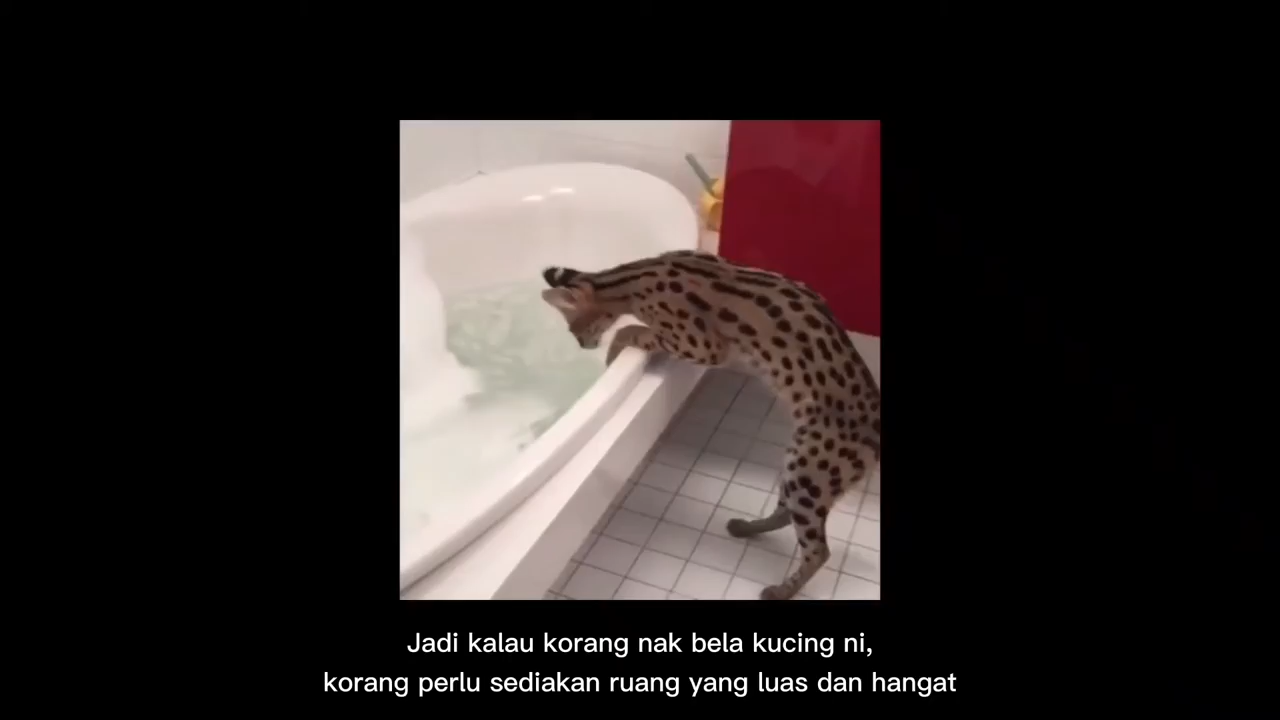 Jadi kalau korang nak bela kucing ni,
korang perlu sediakan ruang yang luas dan hangat